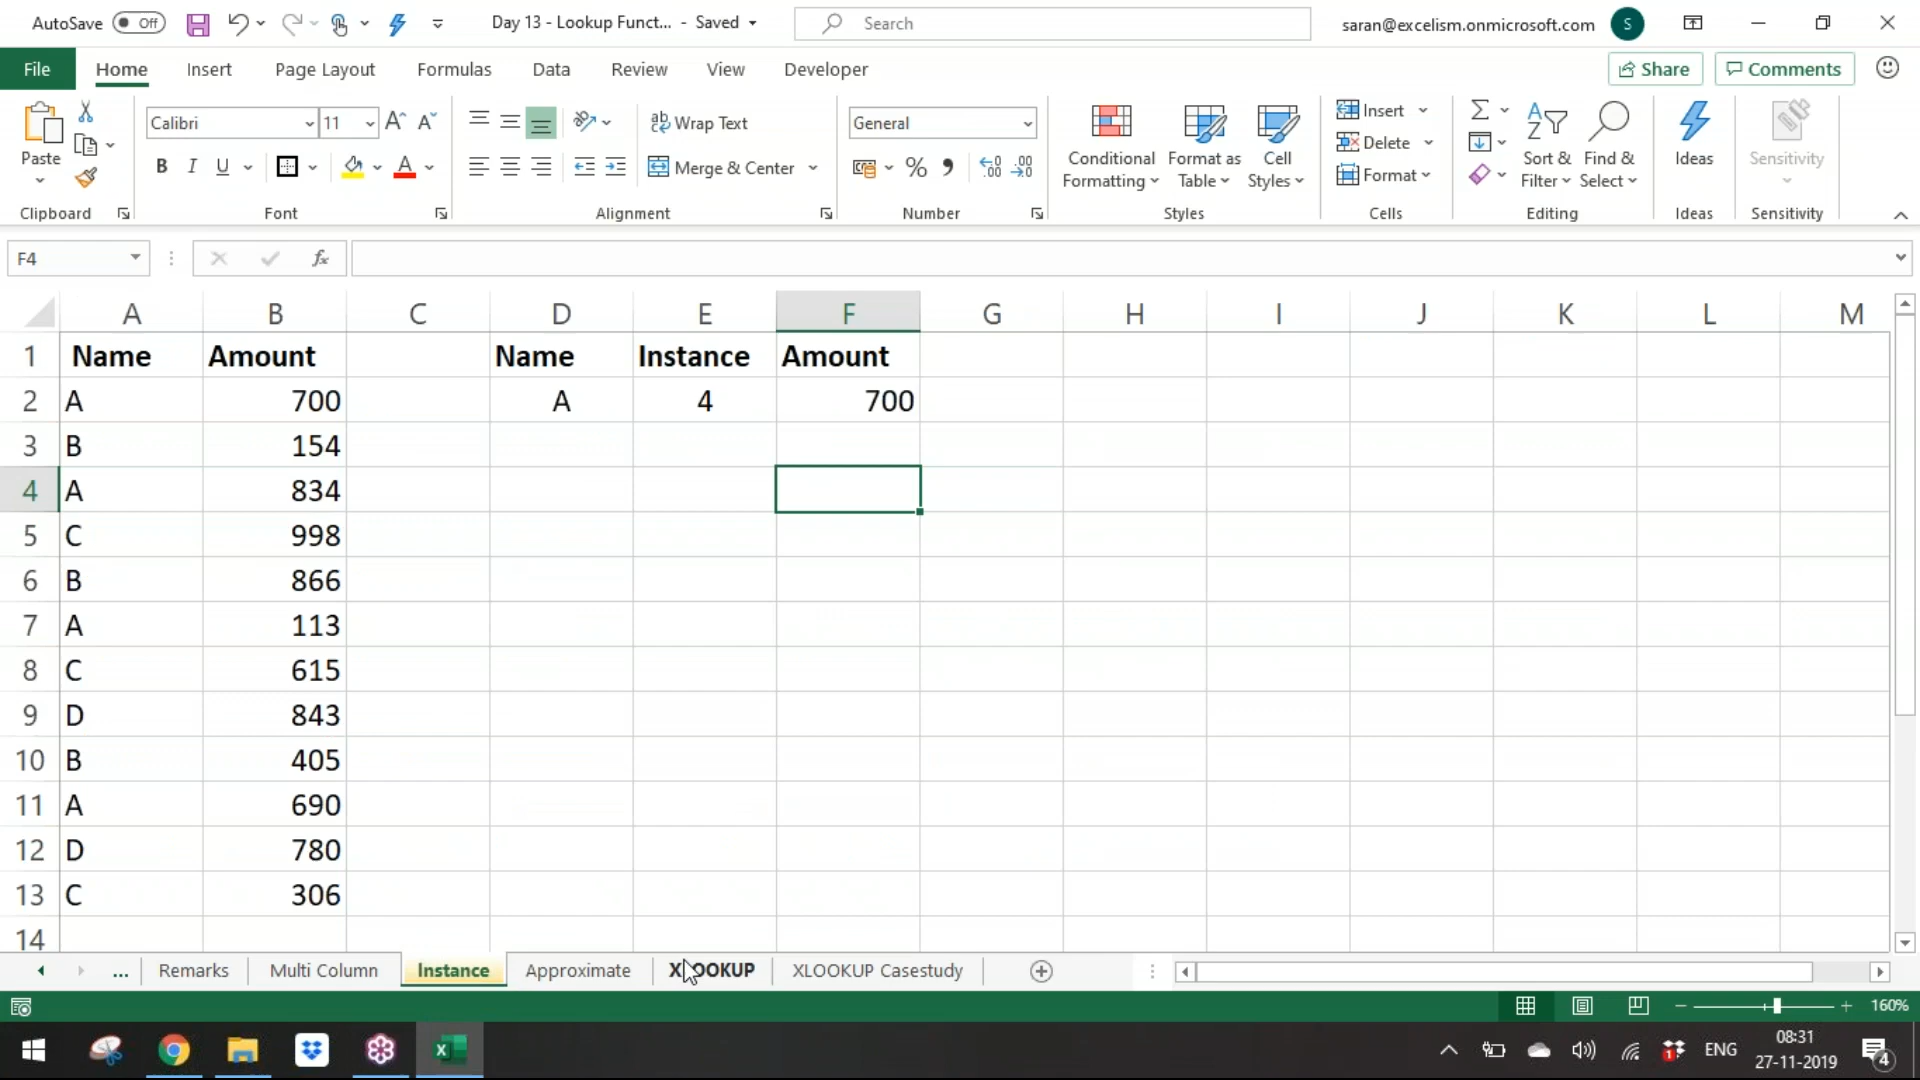 AutoSave Off Day 13 - Lookup Funct... - Saved Search saran@excelism.onmicrosoft.com S
File Home Insert Page Layout Formulas Data Review View Developer Share Comments
Paste Calibri 11 A A ab Wrap Text General Conditional Formatting Format as Table Cell Styles Insert Delete Format Sort & Filter Find & Select Ideas Sensitivity
B I U A Merge & Center %
Clipboard Font Alignment Number Styles Cells Editing Ideas Sensitivity
F4 fx
A B C D E F G H I J K L M
1 Name Amount Name Instance Amount
2 A 700 A 4 700
3 B 154
4 A 834
5 C 998
6 B 866
7 A 113
8 C 615
9 D 843
10 B 405
11 A 690
12 D 780
13 C 306
14
... Remarks Multi Column Instance Approximate XLOOKUP XLOOKUP Casestudy
160%
ENG 08:31
27-11-2019 4